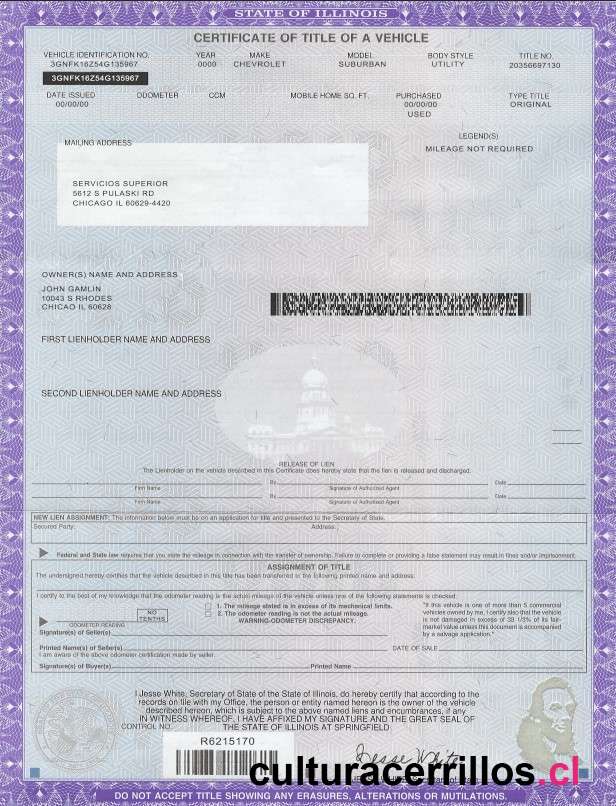 STATE OF ILLINOIS
CERTIFICATE OF TITLE OF A VEHICLE
VEHICLE IDENTIFICATION NO. YEAR MAKE MODEL BODY STYLE TITLE NO.
3GNFK16Z54G135967 0000 CHEVROLET SUBURBAN UTILITY 20356697130
3GNFK16Z54G135967
DATE ISSUED ODOMETER CCM MOBILE HOME SQ. FT. PURCHASED TYPE TITLE
00/00/00 00/00/00 ORIGINAL
USED
LEGEND(S)
MAILING ADDRESS
MILEAGE NOT REQUIRED
SERVICIOS SUPERIOR
5612 S PULASKI RD
CHICAGO IL 60629-4420
OWNER(S) NAME AND ADDRESS
JOHN GAMLIN
10043 S RHODES
CHICAO IL 60628
FIRST LIENHOLDER NAME AND ADDRESS
SECOND LIENHOLDER NAME AND ADDRESS
RELEASE OF LIEN
The Lienholder on the vehicle described in this Certificate does hereby state that the lien is released and discharged.
By Date
Firm Name Signature of Authorized Agent
By Date
Firm Name Signature of Authorized Agent
NEW LIEN ASSIGNMENT: The information below must be on an application for title and presented to the Secretary of State.
Secured Party: Address:
Federal and State law requires that you state the mileage in connection with the transfer of ownership. Failure to complete or providing a false statement may result in fines and/or imprisonment.
ASSIGNMENT OF TITLE
The undersigned hereby certifies that the vehicle described in this title has been transferred to the following printed name and address:
I certify to the best of my knowledge that the odometer reading is the actual mileage of the vehicle unless one of the following statements is checked.
NO TENTHS
ODOMETER READING
1. The mileage stated is in excess of its mechanical limits.
2. The odometer reading is not the actual mileage.
WARNING-ODOMETER DISCREPANCY.
"If this vehicle is one of more than 5 commercial
vehicles owned by me, I certify also that the vehicle
is not damaged in excess of 33 1/3% of its fair-
market value unless this document is accompanied
by a salvage application."
Signature(s) of Seller(s)
Printed Name(s) of Seller(s) DATE OF SALE
I am aware of the above odometer certification made by seller.
Signature(s) of Buyer(s) Printed Name
I Jesse White, Secretary of State of the State of Illinois, do hereby certify that according to the
records on file with my Office, the person or entity named hereon is the owner of the vehicle
described hereon, which is subject to the above named liens and encumbrances, if any
IN WITNESS WHEREOF, I HAVE AFFIXED MY SIGNATURE AND THE GREAT SEAL OF
THE STATE OF ILLINOIS AT SPRINGFIELD
CONTROL NO.
R6215170
Jesse White
culturacerrillos.cl
DO NOT ACCEPT TITLE SHOWING ANY ERASURES, ALTERATIONS OR MUTILATIONS.